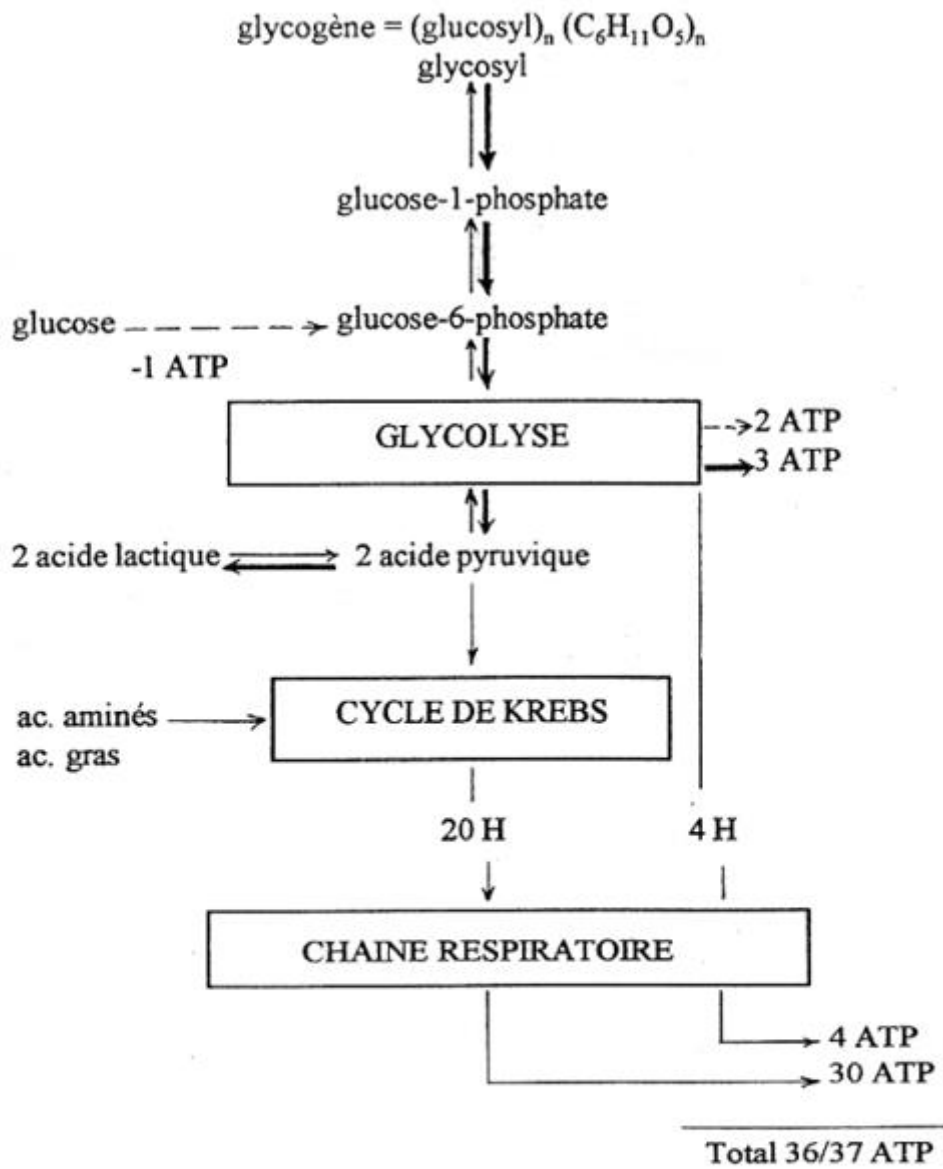 glycogène = (glucosyl)n (C6H11O5)n
glycosyl
glucose-1-phosphate
glucose glucose-6-phosphate
-1 ATP
GLYCOLYSE
2 ATP
3 ATP
2 acide lactique 2 acide pyruvique
ac. aminés
ac. gras
CYCLE DE KREBS
20 H 4 H
CHAINE RESPIRATOIRE
4 ATP
30 ATP
Total 36/37 ATP